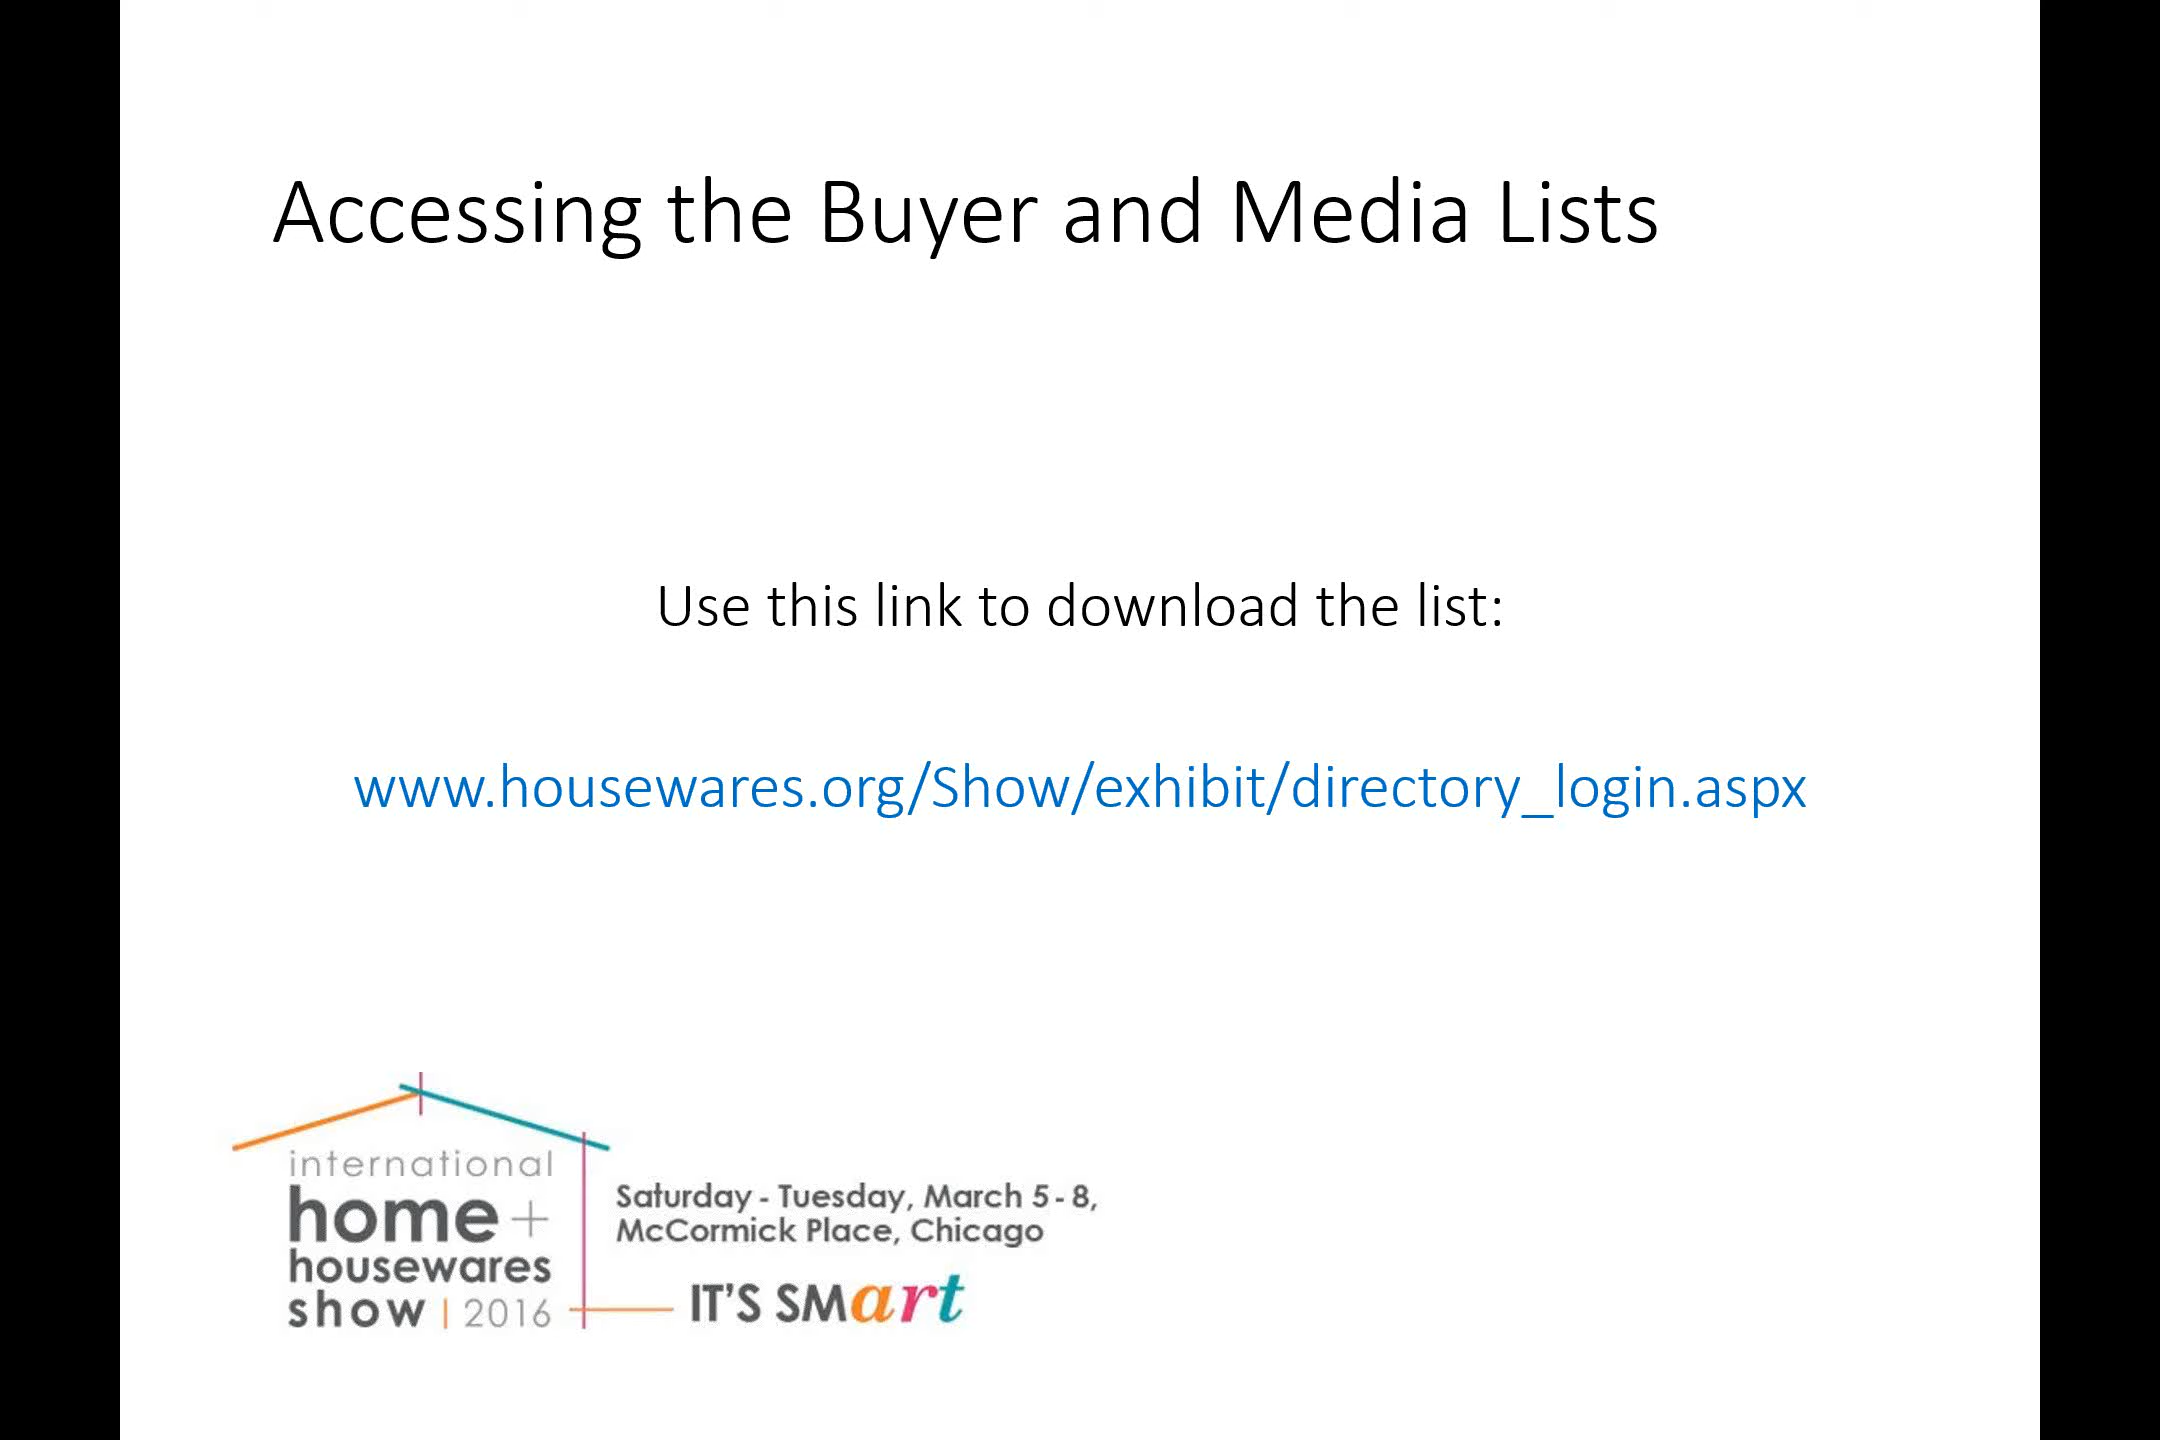 Accessing the Buyer and Media Lists
Use this link to download the list:
www.housewares.org/Show/exhibit/directory_login.aspx
international
home +
housewares
show | 2016
Saturday - Tuesday, March 5 - 8,
McCormick Place, Chicago
IT'S SMart